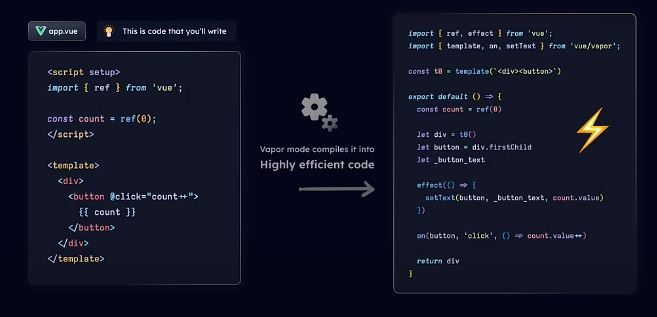 app.vue
This is code that you'll write
<script setup>
import { ref } from 'vue';
const count = ref(0);
</script>
<template>
<div>
<button @click="count++">
{{ count }}
</button>
</div>
</template>
Vapor mode compiles it into
Highly efficient code
import { ref, effect } from 'vue';
import { template, on, setText } from 'vue/vapor';
const t0 = template(`<div><button>`)
export default () => {
const count = ref(0)
let div = t0()
let button = div.firstChild
let _button_text
effect(() => {
setText(button, _button_text, count.value)
})
on(button, 'click', () => count.value++)
return div
}